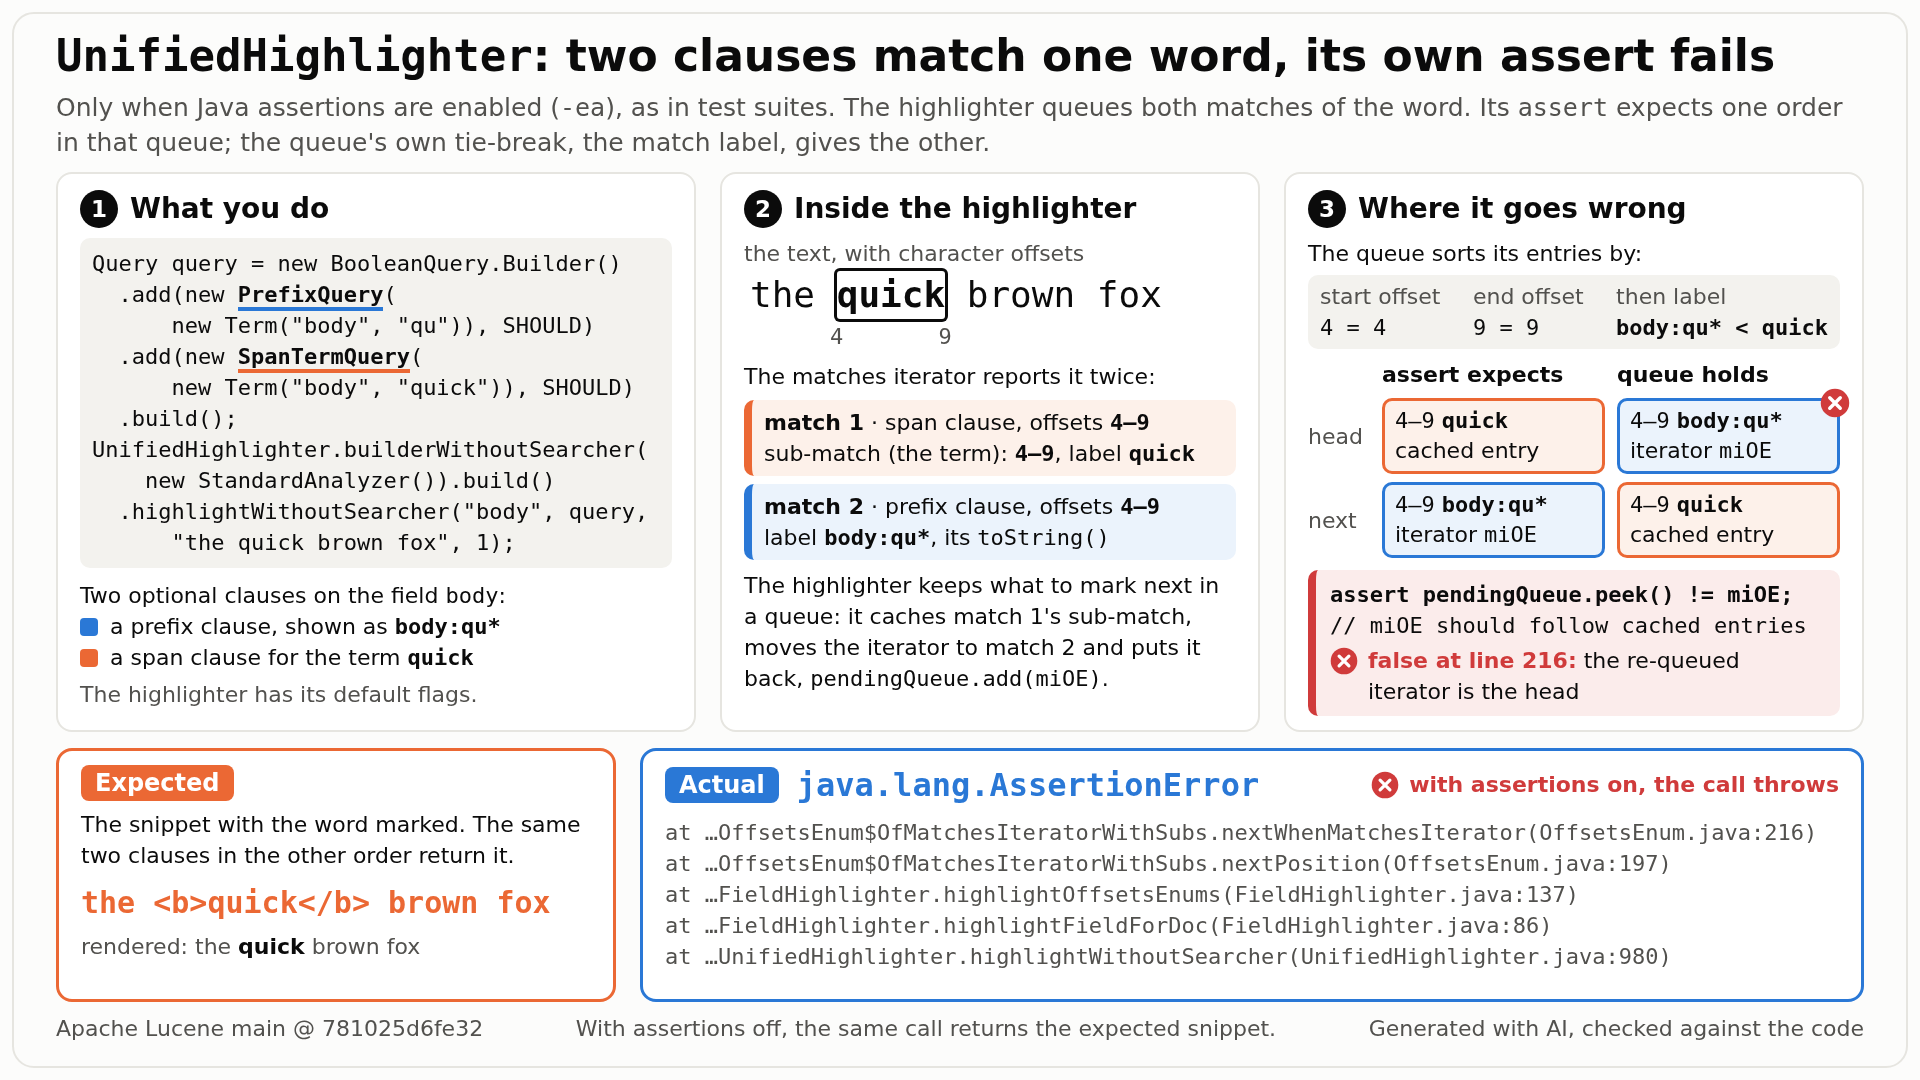 UnifiedHighlighter: two clauses match one word, its own assert fails
Only when Java assertions are enabled (-ea), as in test suites. The highlighter queues both matches of the word. Its assert expects one order
in that queue; the queue's own tie-break, the match label, gives the other.
1 What you do
Query query = new BooleanQuery.Builder()
  .add(new PrefixQuery(
      new Term("body", "qu")), SHOULD)
  .add(new SpanTermQuery(
      new Term("body", "quick")), SHOULD)
  .build();
UnifiedHighlighter.builderWithoutSearcher(
    new StandardAnalyzer()).build()
  .highlightWithoutSearcher("body", query,
      "the quick brown fox", 1);
Two optional clauses on the field body:
a prefix clause, shown as body:qu*
a span clause for the term quick
The highlighter has its default flags.
2 Inside the highlighter
the text, with character offsets
the quick brown fox
4 9
The matches iterator reports it twice:
match 1 · span clause, offsets 4–9
sub-match (the term): 4–9, label quick
match 2 · prefix clause, offsets 4–9
label body:qu*, its toString()
The highlighter keeps what to mark next in
a queue: it caches match 1's sub-match,
moves the iterator to match 2 and puts it
back, pendingQueue.add(miOE).
3 Where it goes wrong
The queue sorts its entries by:
start offset end offset then label
4 = 4 9 = 9 body:qu* < quick
assert expects queue holds
head 4–9 quick 4–9 body:qu*
cached entry iterator miOE
next 4–9 body:qu* 4–9 quick
iterator miOE cached entry
assert pendingQueue.peek() != miOE;
// miOE should follow cached entries
false at line 216: the re-queued
iterator is the head
Expected
The snippet with the word marked. The same
two clauses in the other order return it.
the <b>quick</b> brown fox
rendered: the quick brown fox
Actual java.lang.AssertionError with assertions on, the call throws
at …OffsetsEnum$OfMatchesIteratorWithSubs.nextWhenMatchesIterator(OffsetsEnum.java:216)
at …OffsetsEnum$OfMatchesIteratorWithSubs.nextPosition(OffsetsEnum.java:197)
at …FieldHighlighter.highlightOffsetsEnums(FieldHighlighter.java:137)
at …FieldHighlighter.highlightFieldForDoc(FieldHighlighter.java:86)
at …UnifiedHighlighter.highlightWithoutSearcher(UnifiedHighlighter.java:980)
Apache Lucene main @ 781025d6fe32 With assertions off, the same call returns the expected snippet. Generated with AI, checked against the code